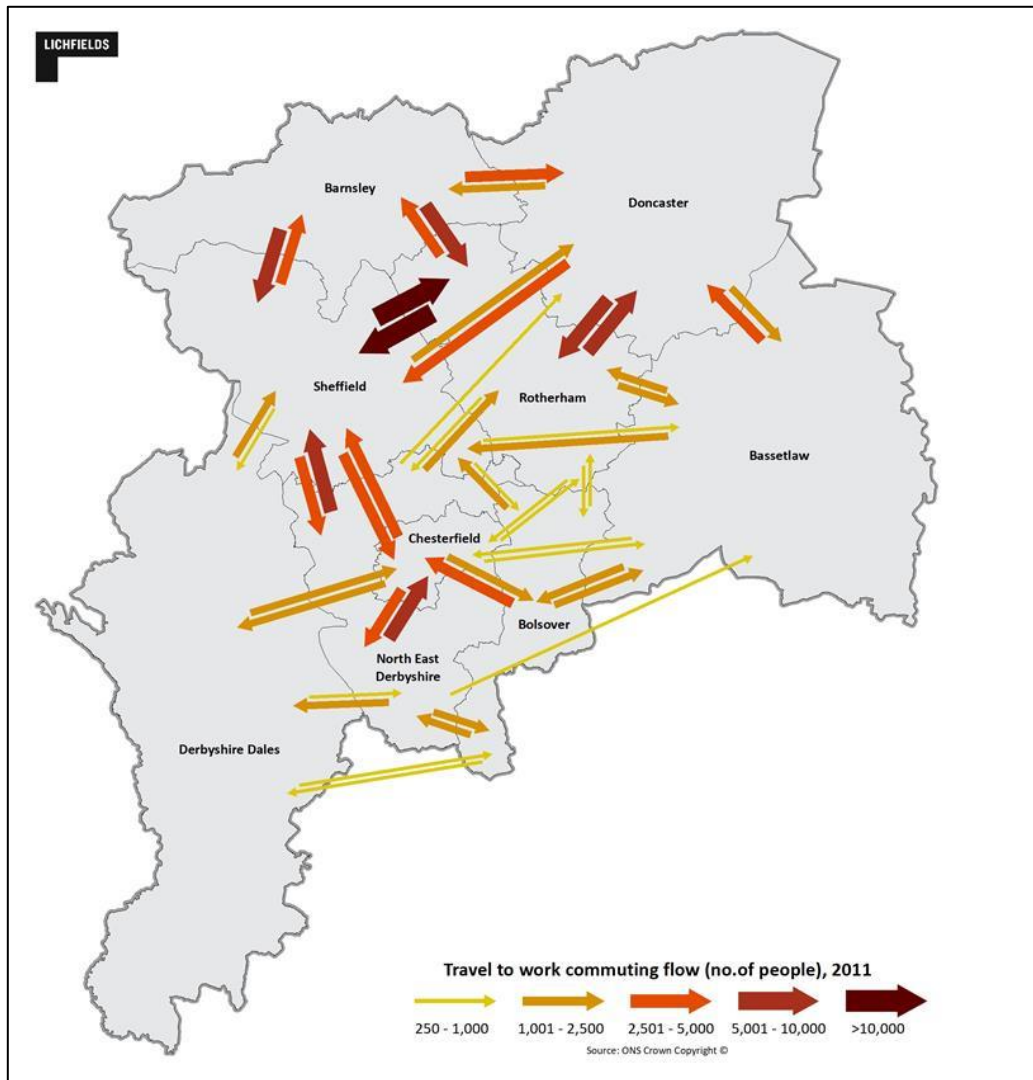 LICHFIELDS
Barnsley
Doncaster
Sheffield
Rotherham
Bassetlaw
Chesterfield
Bolsover
North East
Derbyshire
Derbyshire Dales
Travel to work commuting flow (no.of people), 2011
250 - 1,000
1,001 - 2,500
2,501 - 5,000
5,001 - 10,000
>10,000
Source: ONS Crown Copyright ©